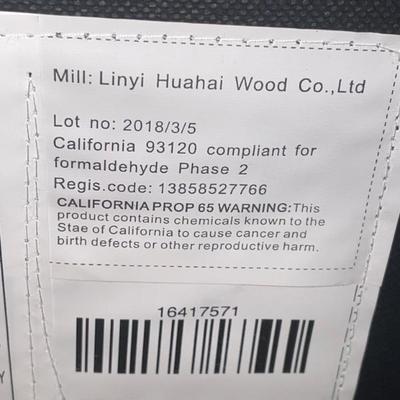 Mill: Linyi Huahai Wood Co.,Ltd
Lot no: 2018/3/5
California 93120 compliant for
formaldehyde Phase 2
Regis.code: 13858527766
CALIFORNIA PROP 65 WARNING:This
product contains chemicals known to the
Stae of California to cause cancer and
birth defects or other reproductive harm.
16417571
Y